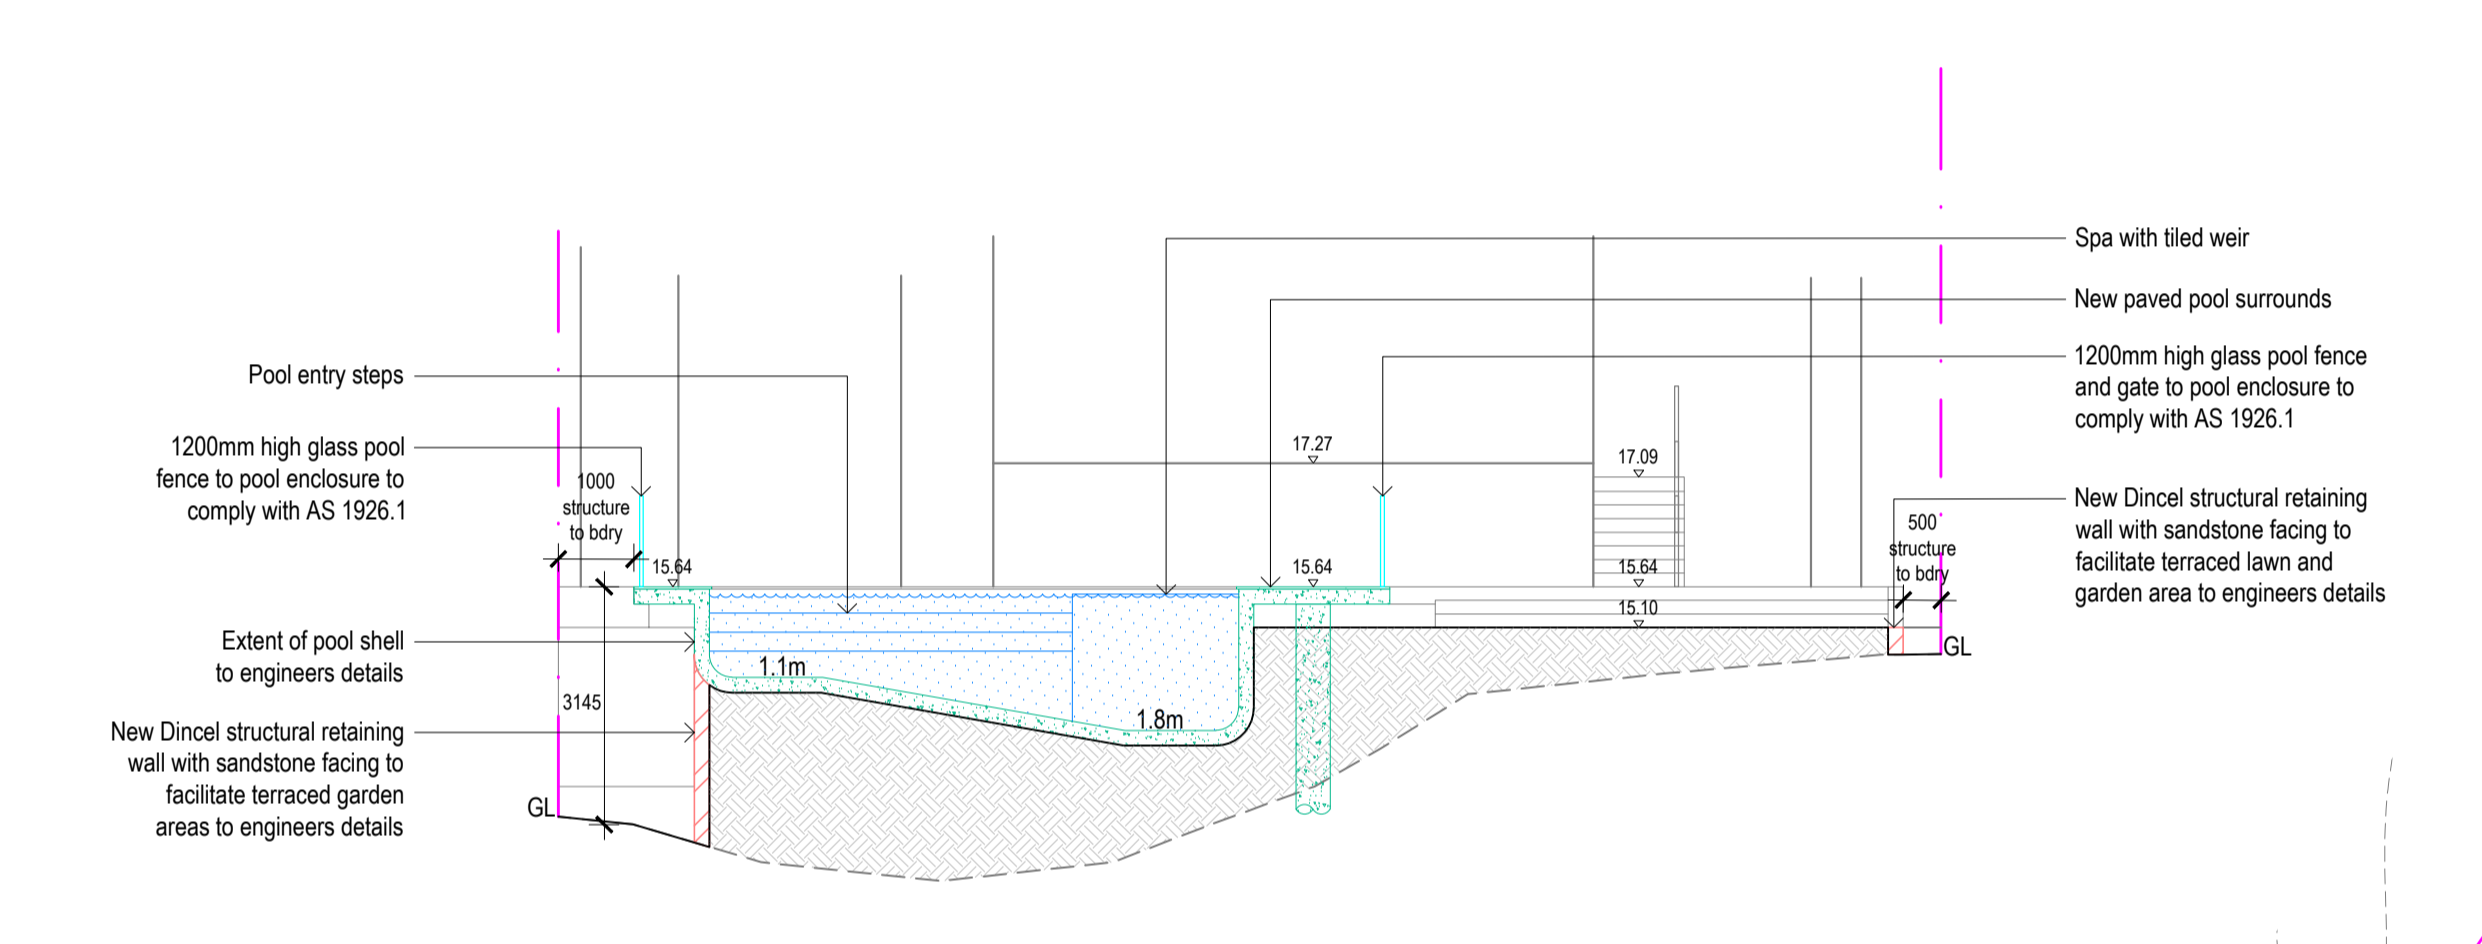 Spa with tiled weir
New paved pool surrounds
1200mm high glass pool fence
and gate to pool enclosure to
comply with AS 1926.1
Pool entry steps
1200mm high glass pool
fence to pool enclosure to
comply with AS 1926.1
1000
structure
to bdry
17.27
17.09
New Dincel structural retaining
wall with sandstone facing to
facilitate terraced lawn and
garden area to engineers details
500
structure
to bdry
15.64
15.64
15.64
15.10
GL
Extent of pool shell
to engineers details
1.1m
1.8m
3145
New Dincel structural retaining
wall with sandstone facing to
facilitate terraced garden
areas to engineers details
GL